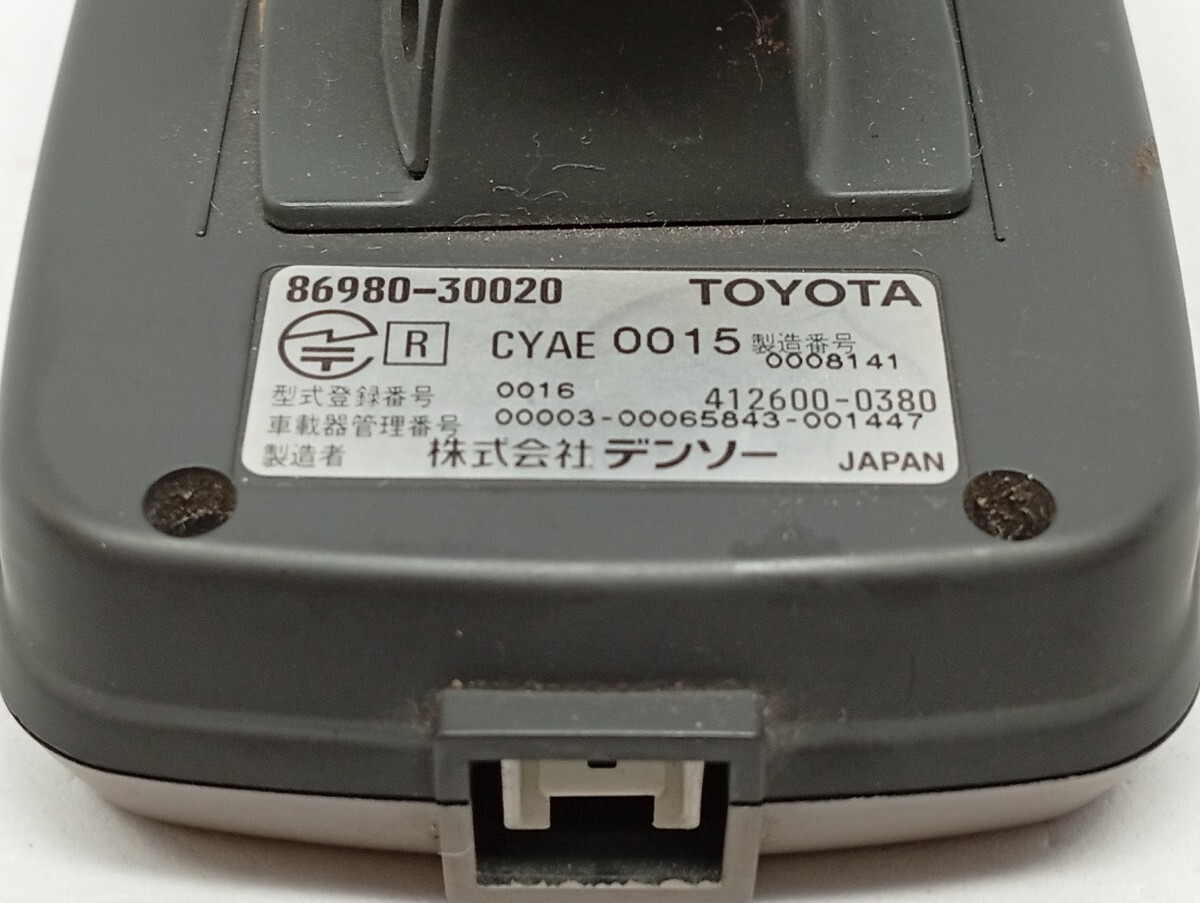 86980-30020 TOYOTA
R CYAE 0015 製造番号
0008141
型式登録番号 0016 412600-0380
車載器管理番号 00003-00065843-001447
製造者 株式会社 デンソー JAPAN